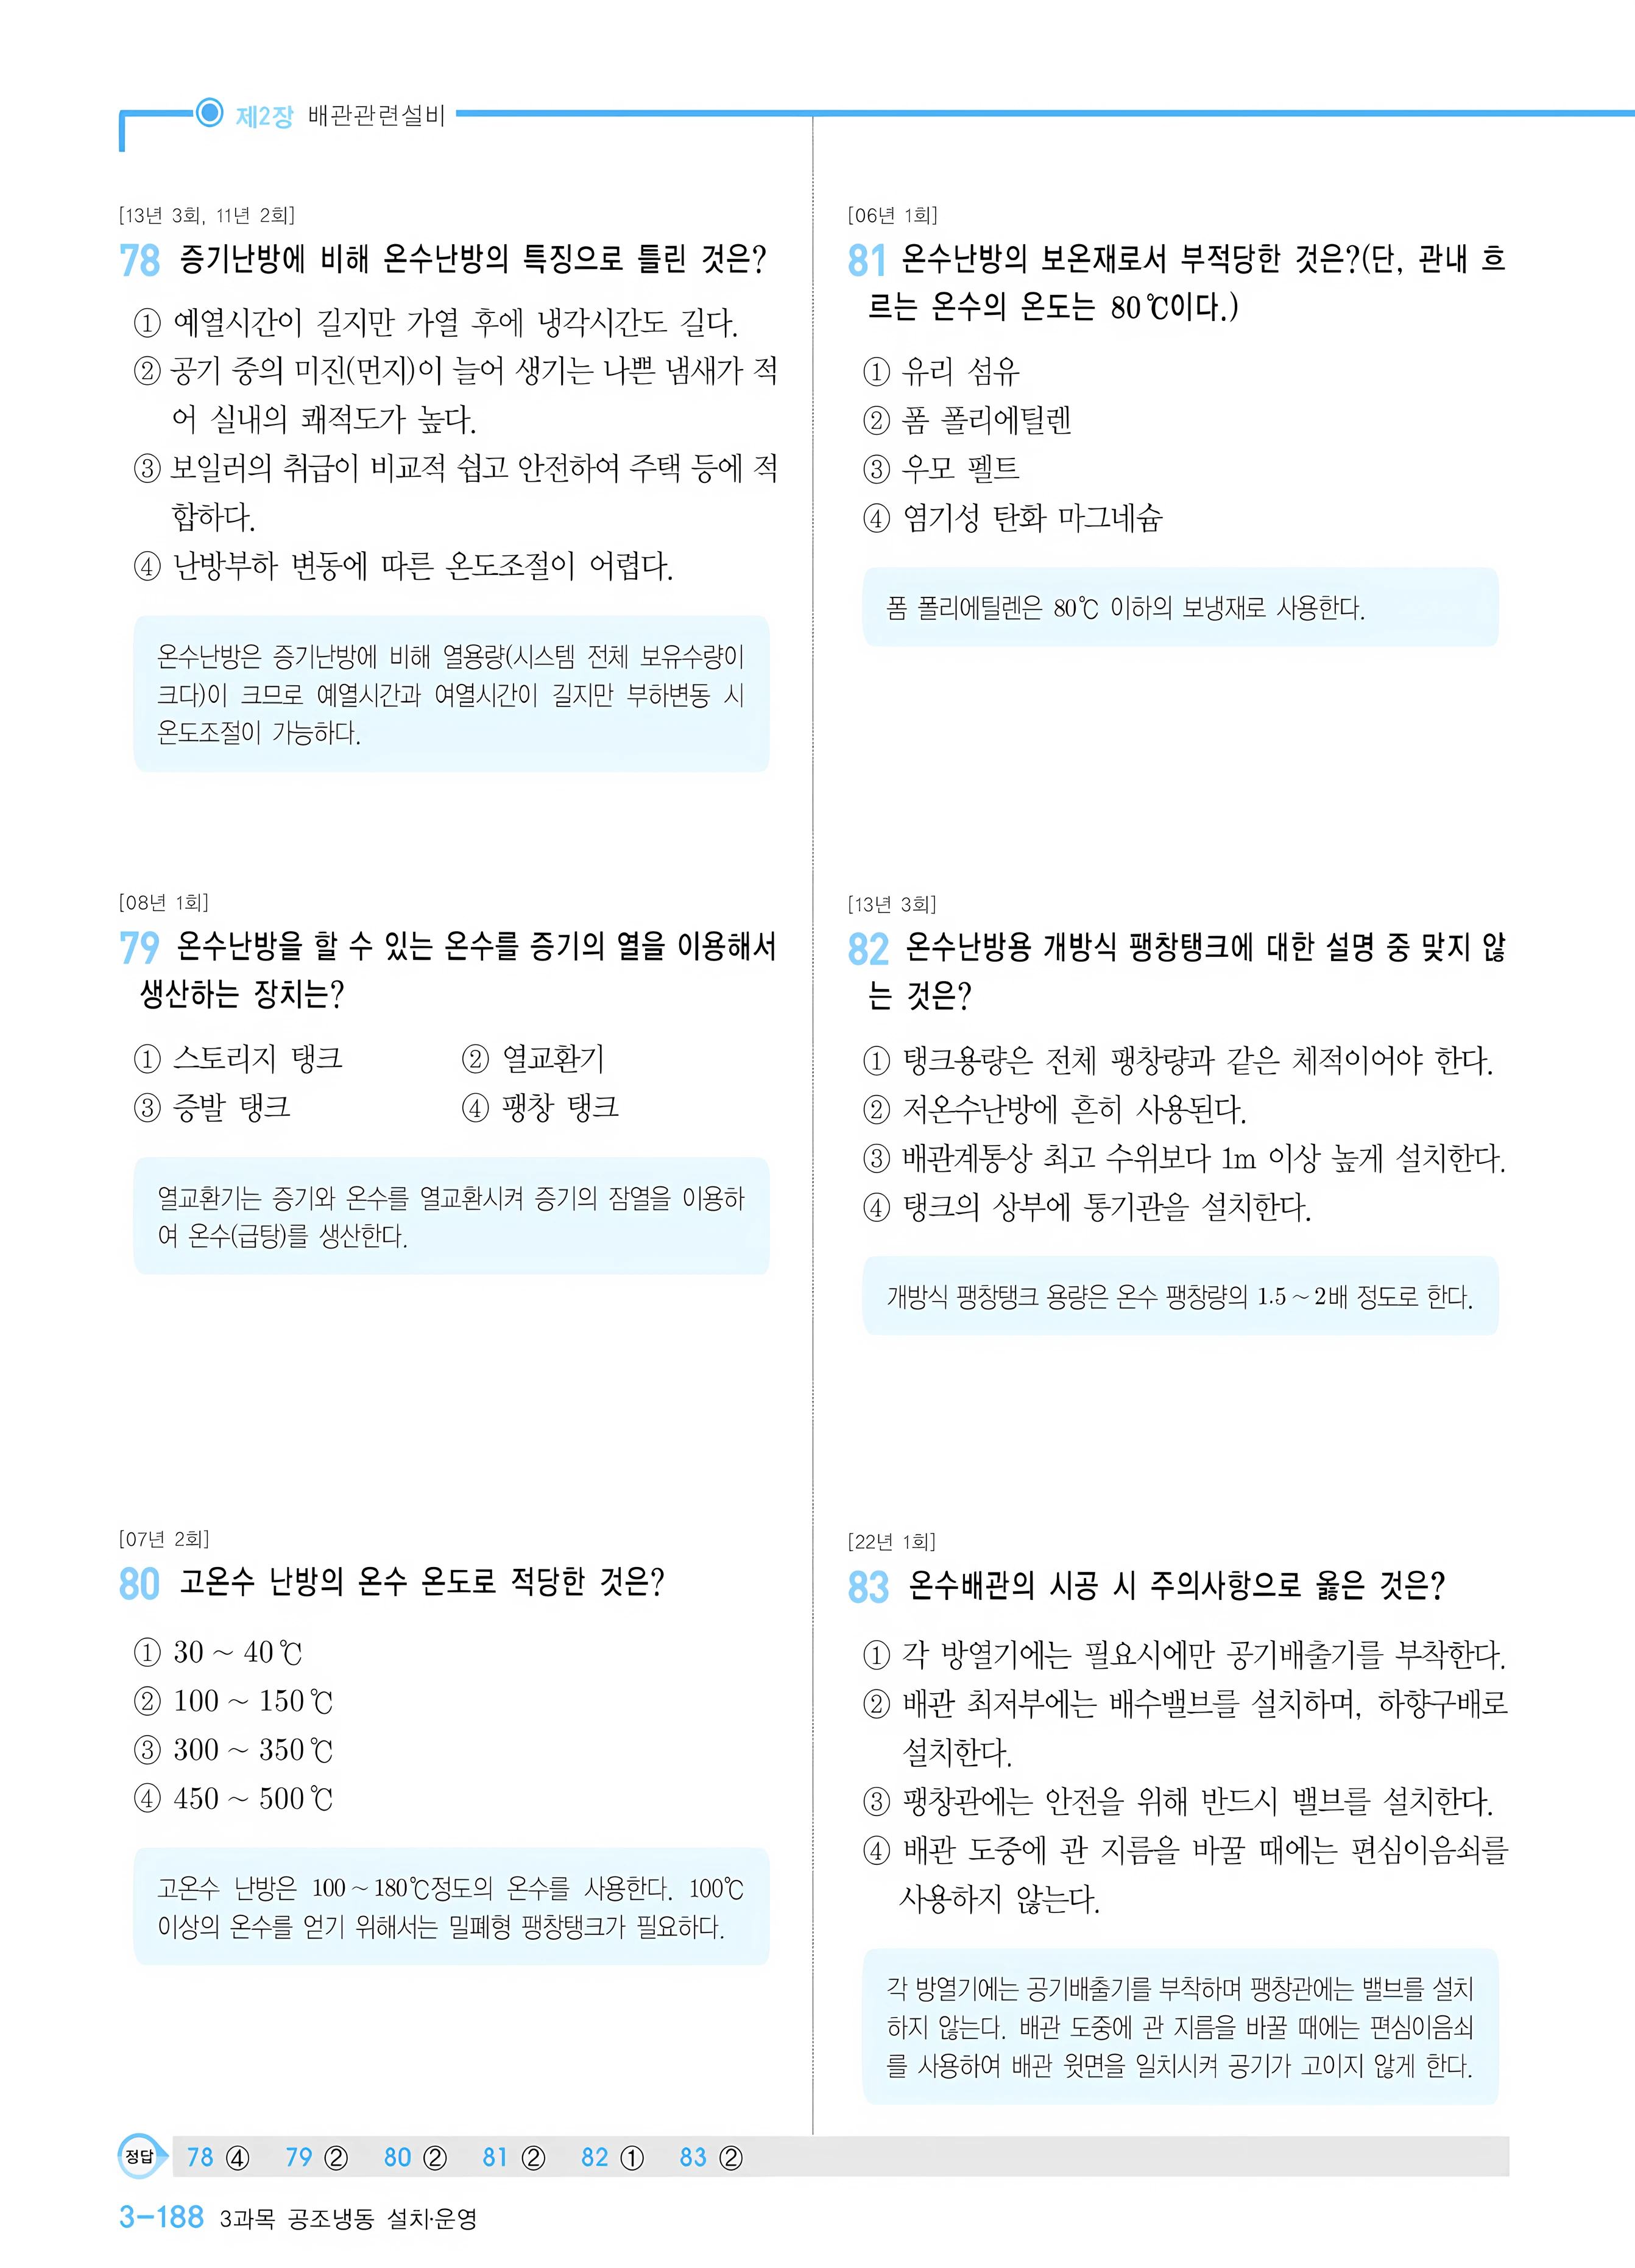 제2장 배관관련설비
[13년 3회, 11년 2회]
78 증기난방에 비해 온수난방의 특징으로 틀린 것은?
① 예열시간이 길지만 가열 후에 냉각시간도 길다.
② 공기 중의 미진(먼지)이 늘어 생기는 나쁜 냄새가 적
어 실내의 쾌적도가 높다.
③ 보일러의 취급이 비교적 쉽고 안전하여 주택 등에 적
합하다.
④ 난방부하 변동에 따른 온도조절이 어렵다.
온수난방은 증기난방에 비해 열용량(시스템 전체 보유수량이
크다)이 크므로 예열시간과 여열시간이 길지만 부하변동 시
온도조절이 가능하다.
[08년 1회]
79 온수난방을 할 수 있는 온수를 증기의 열을 이용해서
생산하는 장치는?
① 스토리지 탱크 ② 열교환기
③ 증발 탱크 ④ 팽창 탱크
열교환기는 증기와 온수를 열교환시켜 증기의 잠열을 이용하
여 온수(급탕)를 생산한다.
[07년 2회]
80 고온수 난방의 온수 온도로 적당한 것은?
① 30 ~ 40℃
② 100 ~ 150℃
③ 300 ~ 350℃
④ 450 ~ 500℃
고온수 난방은 100 ~ 180℃정도의 온수를 사용한다. 100℃
이상의 온수를 얻기 위해서는 밀폐형 팽창탱크가 필요하다.
[06년 1회]
81 온수난방의 보온재로서 부적당한 것은?(단, 관내 흐
르는 온수의 온도는 80℃이다.)
① 유리 섬유
② 폼 폴리에틸렌
③ 우모 펠트
④ 염기성 탄화 마그네슘
폼 폴리에틸렌은 80℃ 이하의 보냉재로 사용한다.
[13년 3회]
82 온수난방용 개방식 팽창탱크에 대한 설명 중 맞지 않
는 것은?
① 탱크용량은 전체 팽창량과 같은 체적이어야 한다.
② 저온수난방에 흔히 사용된다.
③ 배관계통상 최고 수위보다 1m 이상 높게 설치한다.
④ 탱크의 상부에 통기관을 설치한다.
개방식 팽창탱크 용량은 온수 팽창량의 1.5 ~ 2배 정도로 한다.
[22년 1회]
83 온수배관의 시공 시 주의사항으로 옳은 것은?
① 각 방열기에는 필요시에만 공기배출기를 부착한다.
② 배관 최저부에는 배수밸브를 설치하며, 하향구배로
설치한다.
③ 팽창관에는 안전을 위해 반드시 밸브를 설치한다.
④ 배관 도중에 관 지름을 바꿀 때에는 편심이음쇠를
사용하지 않는다.
각 방열기에는 공기배출기를 부착하며 팽창관에는 밸브를 설치
하지 않는다. 배관 도중에 관 지름을 바꿀 때에는 편심이음쇠
를 사용하여 배관 윗면을 일치시켜 공기가 고이지 않게 한다.
정답 78 ④ 79 ② 80 ② 81 ② 82 ① 83 ②
3-188 3과목 공조냉동 설치·운영